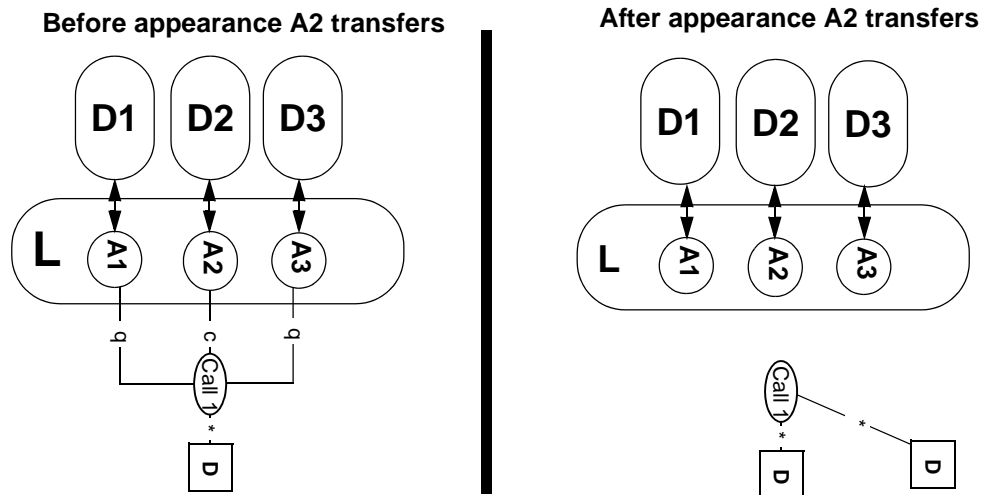 Before appearance A2 transfers
After appearance A2 transfers
D1 D2 D3
L A1 A2 A3
q c q
Call 1
*
D
D1 D2 D3
L A1 A2 A3
Call 1
* *
D D